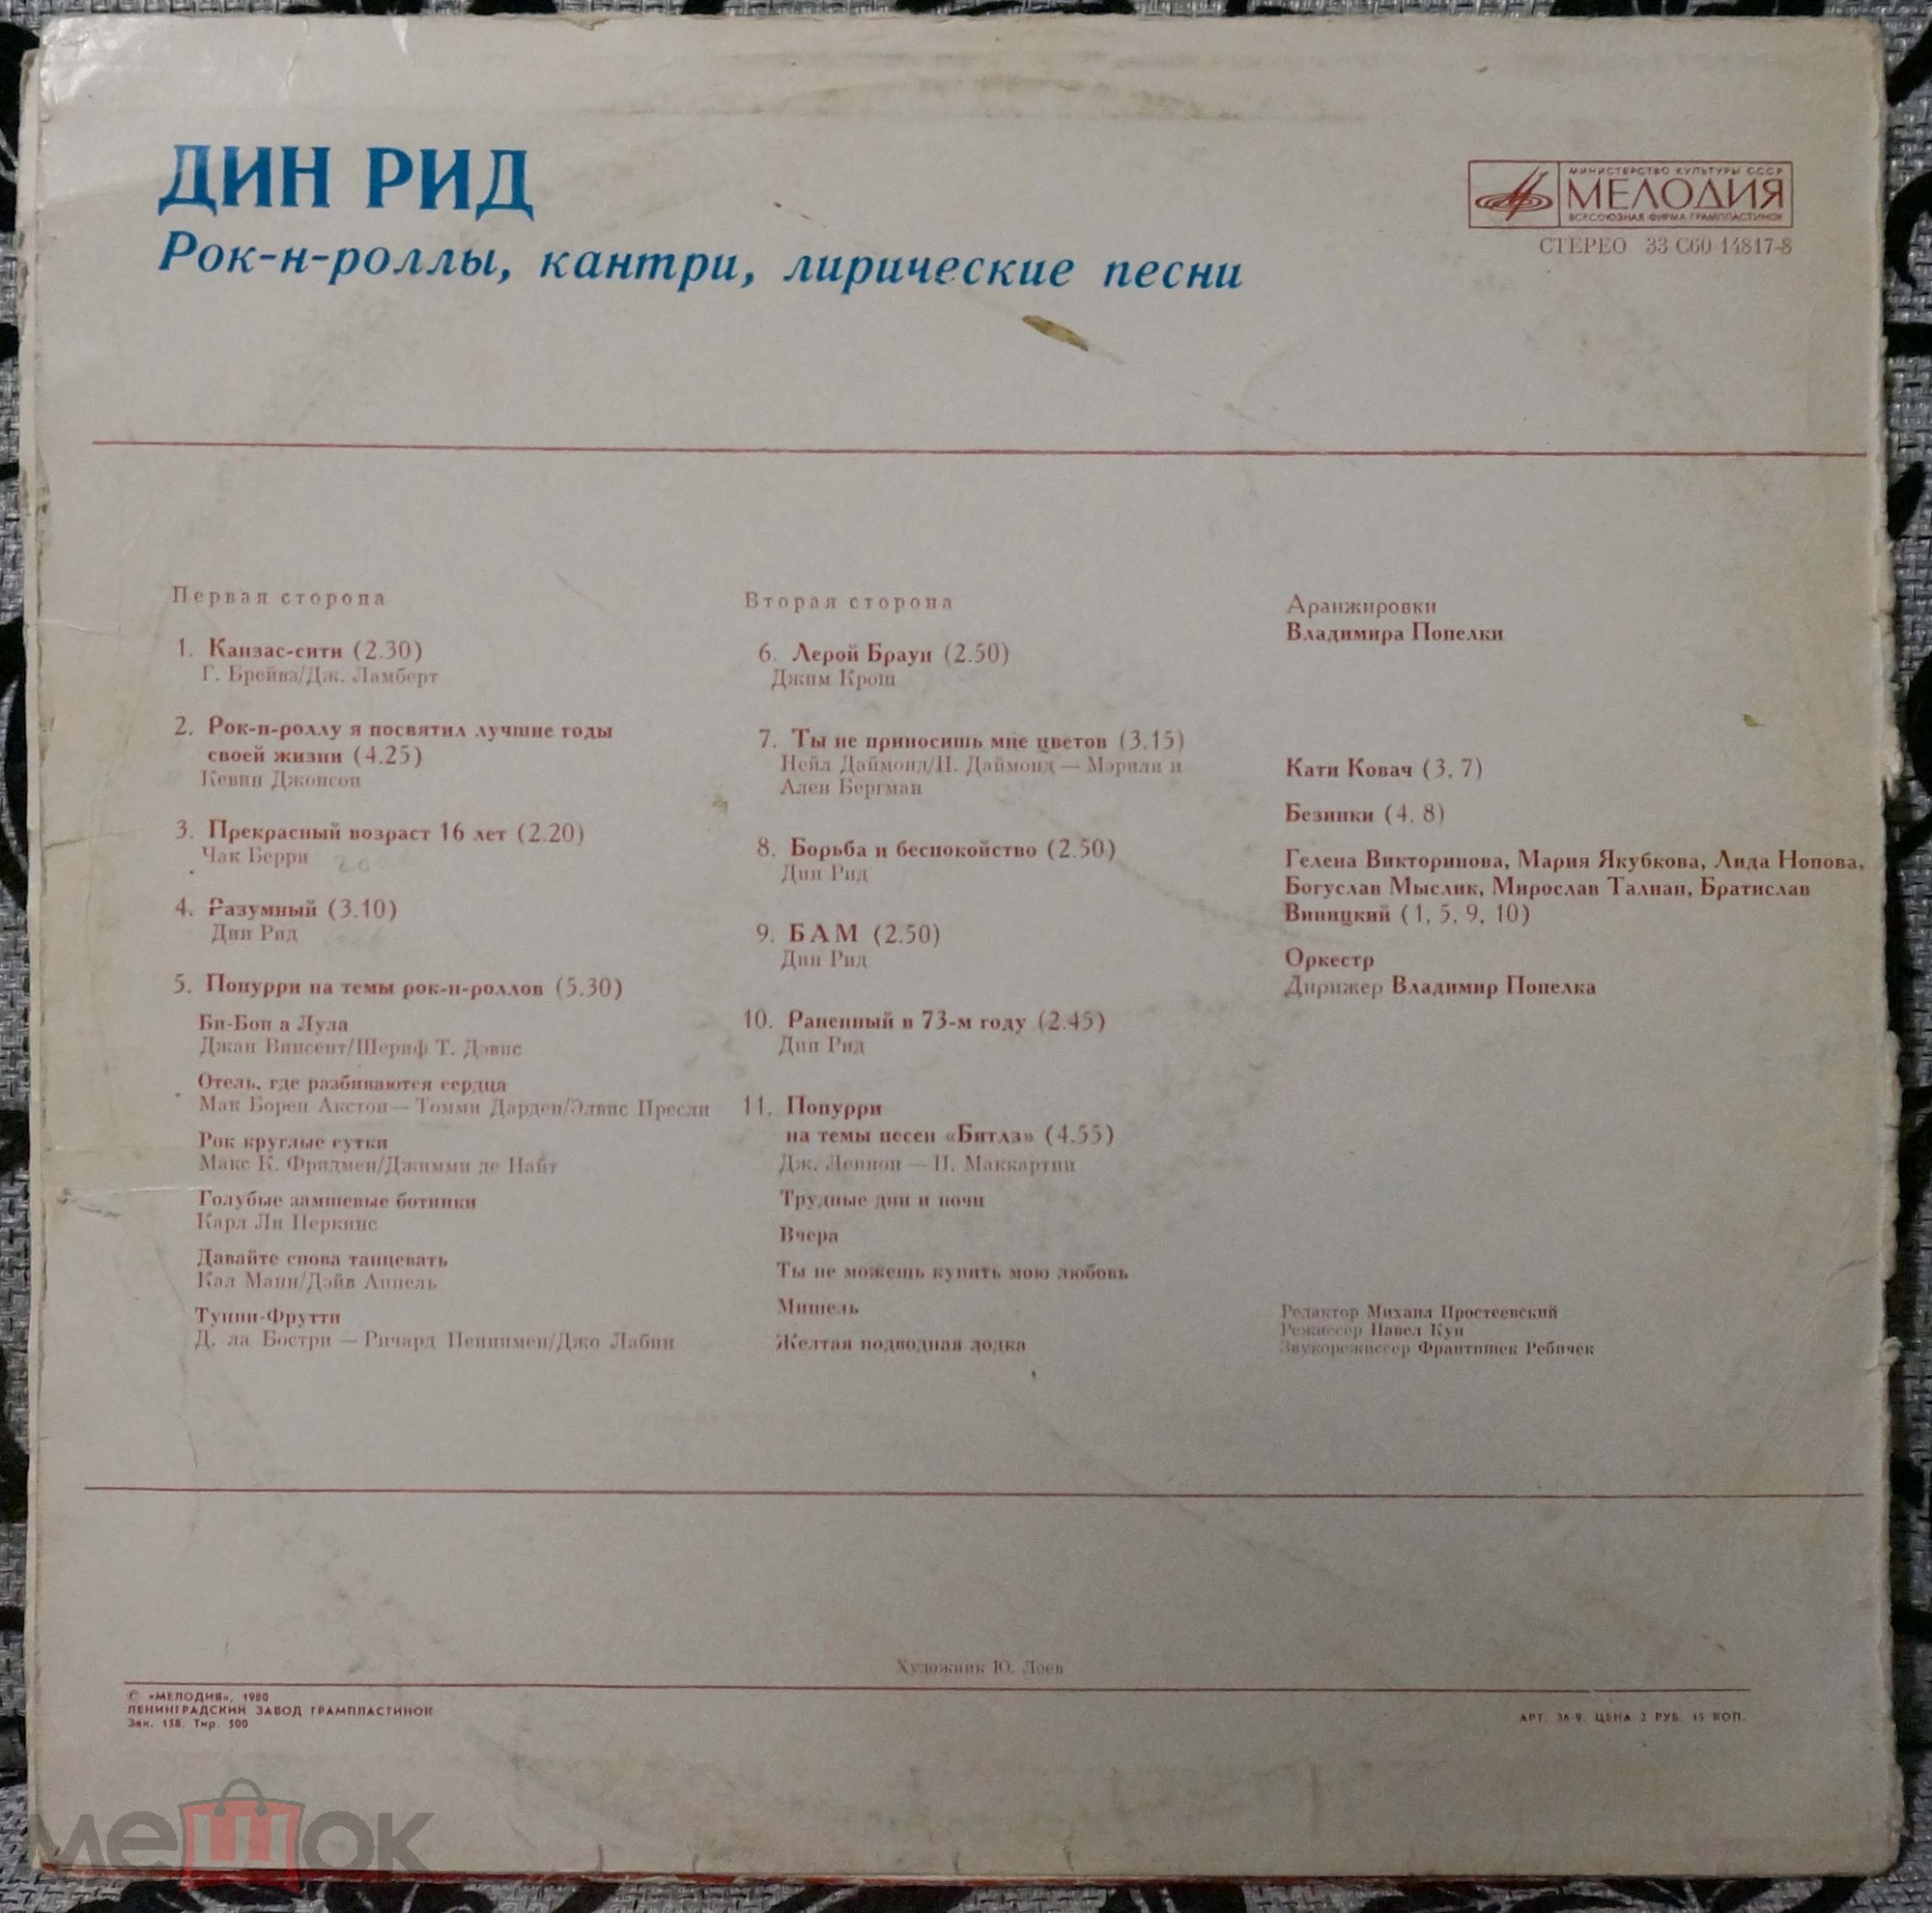 ДИН РИД
Рок-н-роллы, кантри, лирические песни
МИНИСТЕРСТВО КУЛЬТУРЫ СССР
МЕЛОДИЯ
ВСЕСОЮЗНАЯ ФИРМА ГРАМПЛАСТИНОК
СТЕРЕО 33 С60-14817-8
Первая сторона
1. Канзас-сити (2.30)
Г. Брейнз/Дж. Ламберт
2. Рок-н-роллу я посвятил лучшие годы
своей жизни (4.25)
Кевин Джонсон
3. Прекрасный возраст 16 лет (2.20)
Чак Берри
4. Разумный (3.10)
Дин Рид
5. Попурри на темы рок-н-роллов (5.30)
Би-Боп а Лула
Джан Винсент/Шериф Т. Дэвис
Отель, где разбиваются сердца
Мак Борен Акстон — Томми Дарден/Элвис Пресли
Рок круглые сутки
Макс К. Фридмен/Джимми де Найт
Голубые замшевые ботинки
Карл Ли Перкинс
Давайте снова танцевать
Кал Манн/Дэйв Аппель
Тутти-Фрутти
Д. ла Бостри — Ричард Пеннимен/Джо Лабин
Вторая сторона
6. Лерой Браун (2.50)
Джим Крош
7. Ты не приносишь мне цветов (3.15)
Нейл Даймонд/Н. Даймонд — Мэрили и
Ален Бергман
8. Борьба и беспокойство (2.50)
Дин Рид
9. БАМ (2.50)
Дин Рид
10. Раненный в 73-м году (2.45)
Дин Рид
11. Попурри
на темы песен «Битлз» (4.55)
Дж. Леннон — П. Маккартни
Трудные дни и ночи
Вчера
Ты не можешь купить мою любовь
Мишель
Желтая подводная лодка
Аранжировки
Владимира Попелки
Кати Ковач (3, 7)
Безинки (4, 8)
Гелена Викторинова, Мария Якубкова, Лида Нопова,
Богуслав Мыслик, Мирослав Талиан, Братислав
Виницкий (1, 5, 9, 10)
Оркестр
Дирижер Владимир Попелка
Редактор Михаил Простеевский
Режиссер Павел Кун
Звукорежиссер Франтишек Ребичек
Художник Ю. Лоев
© «МЕЛОДИЯ», 1980
ЛЕНИНГРАДСКИЙ ЗАВОД ГРАМПЛАСТИНОК
Зак. 158. Тир. 500
АРТ. 36-9. ЦЕНА 2 РУБ. 15 КОП.
мешок